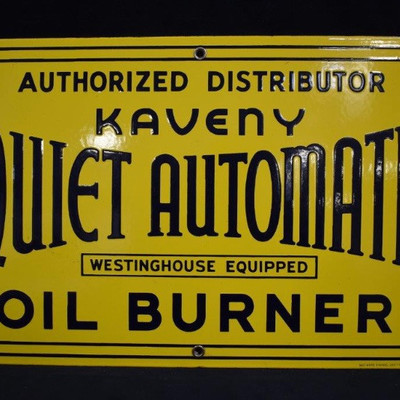 AUTHORIZED DISTRIBUTOR
KAVENY
QUIET AUTOMATI
WESTINGHOUSE EQUIPPED
OIL BURNER